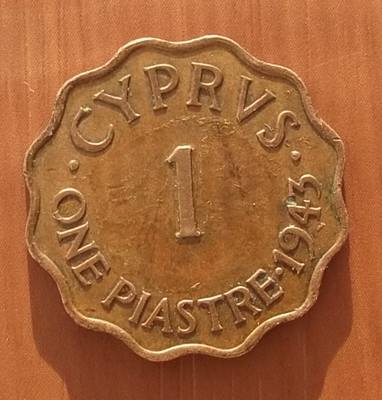 · CYPRVS ·
1
ONE PIASTRE · 1943